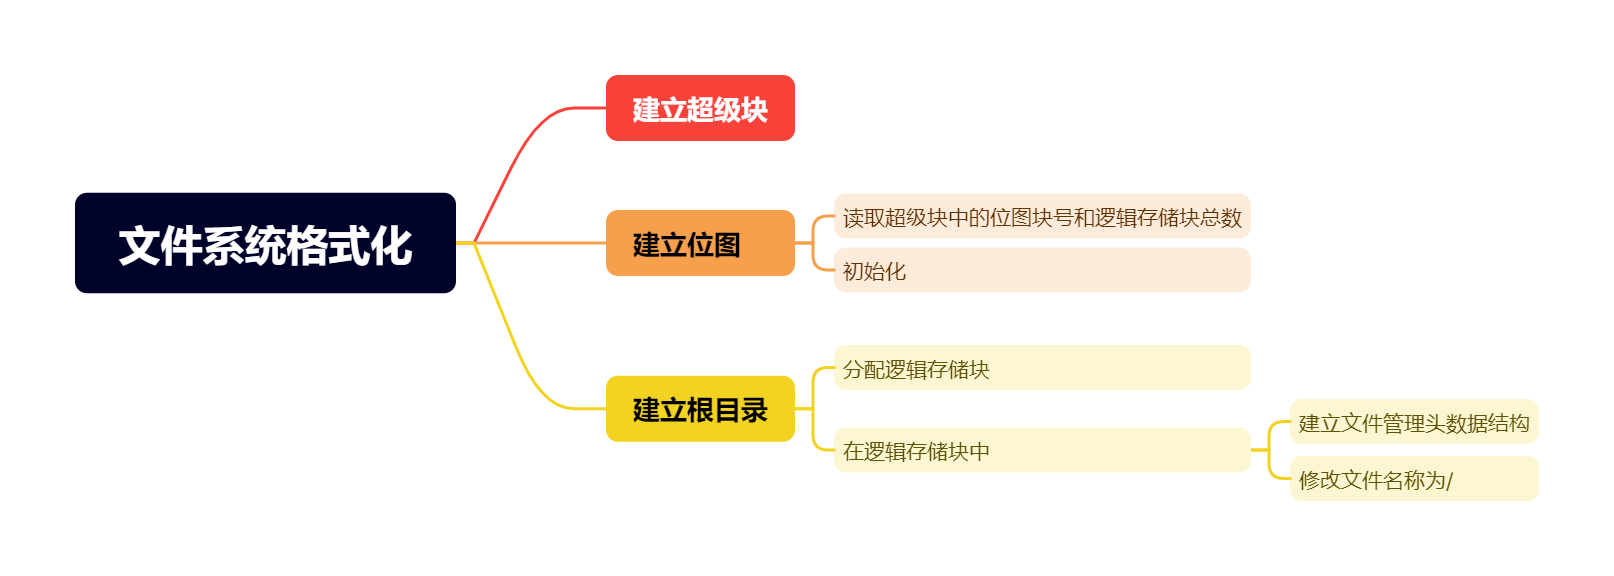 文件系统格式化
建立超级块
建立位图
读取超级块中的位图块号和逻辑存储块总数
初始化
建立根目录
分配逻辑存储块
在逻辑存储块中
建立文件管理头数据结构
修改文件名称为/